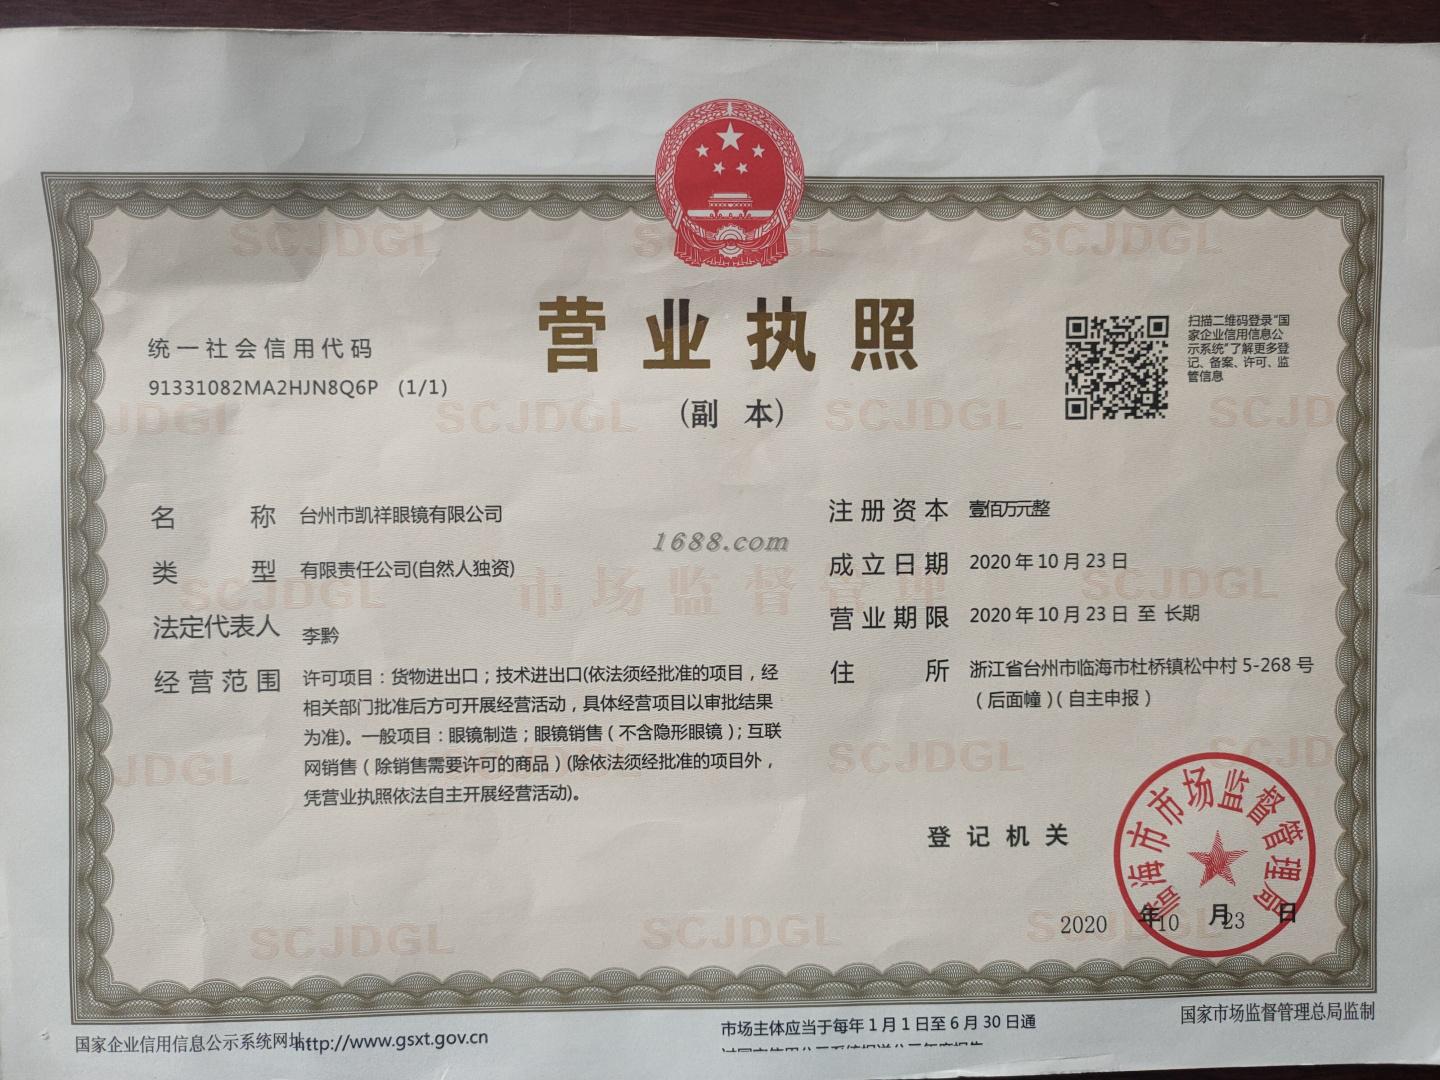 营业执照
(副 本)
统一社会信用代码
91331082MA2HJN8Q6P (1/1)
扫描二维码登录"国
家企业信用信息公
示系统"了解更多登
记、备案、许可、监
管信息
名 称 台州市凯祥眼镜有限公司
类 型 有限责任公司(自然人独资)
法定代表人 李黔
经营范围 许可项目：货物进出口；技术进出口(依法须经批准的项目，经
相关部门批准后方可开展经营活动，具体经营项目以审批结果
为准)。一般项目：眼镜制造；眼镜销售（不含隐形眼镜）；互联
网销售（除销售需要许可的商品）(除依法须经批准的项目外，
凭营业执照依法自主开展经营活动)。
注册资本 壹佰万元整
成立日期 2020年10月23日
营业期限 2020年10月23日 至 长期
住 所 浙江省台州市临海市杜桥镇松中村5-268号
（后面幢）（自主申报）
1688.com
市场监督管理
SCJDGL
登记机关
临海市市场监督管理局
2020 年10 月23 日
国家企业信用信息公示系统网址：http://www.gsxt.gov.cn
市场主体应当于每年1月1日至6月30日通
国家市场监督管理总局监制